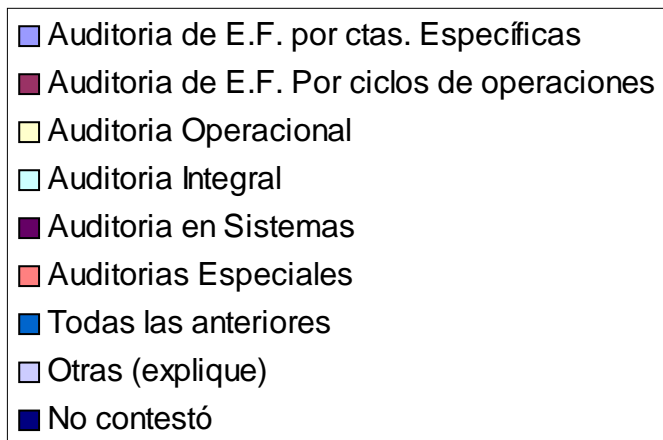 Auditoria de E.F. por ctas. Específicas
Auditoria de E.F. Por ciclos de operaciones
Auditoria Operacional
Auditoria Integral
Auditoria en Sistemas
Auditorias Especiales
Todas las anteriores
Otras (explique)
No contestó